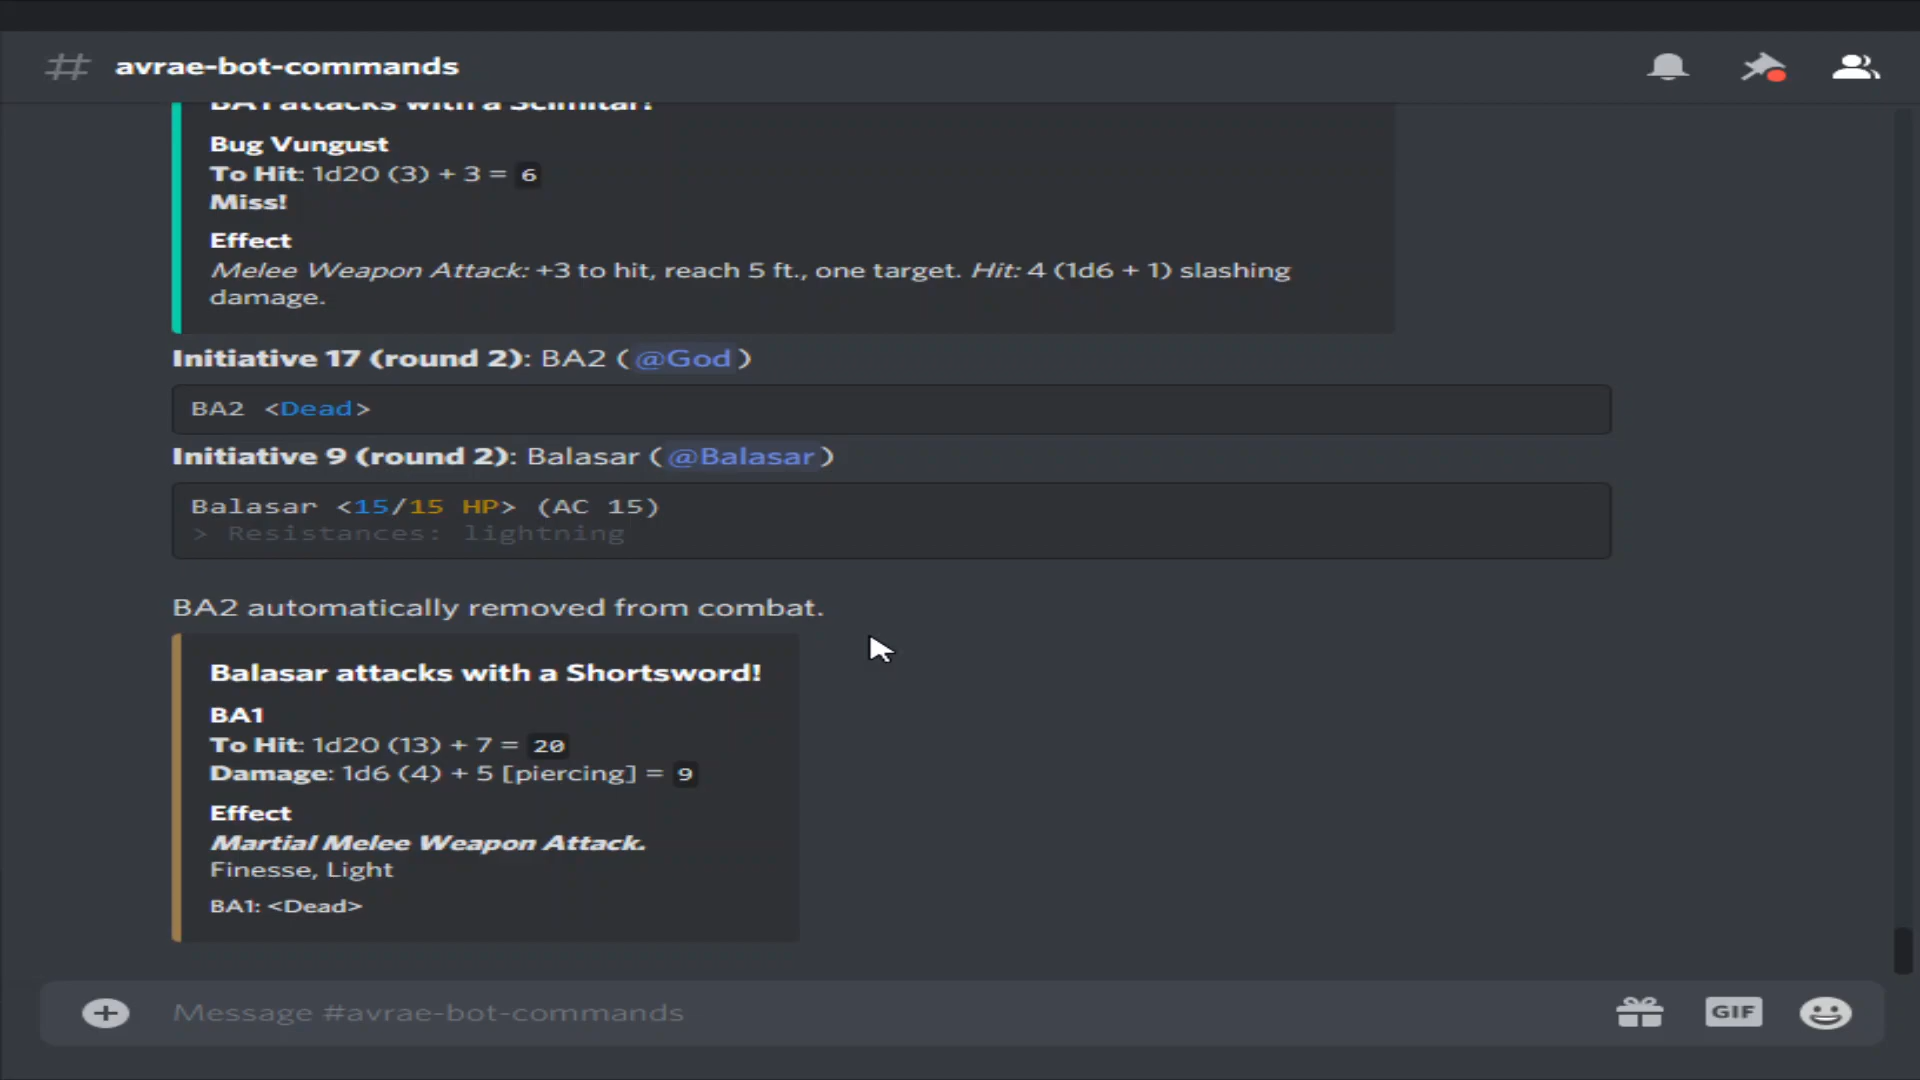 # avrae-bot-commands
BA1 attacks with a Scimitar!
Bug Vungust
To Hit: 1d20 (3) + 3 = 6
Miss!
Effect
Melee Weapon Attack: +3 to hit, reach 5 ft., one target. Hit: 4 (1d6 + 1) slashing
damage.
Initiative 17 (round 2): BA2 (@God)
BA2 <Dead>
Initiative 9 (round 2): Balasar (@Balasar)
Balasar <15/15 HP> (AC 15)
> Resistances: lightning
BA2 automatically removed from combat.
Balasar attacks with a Shortsword!
BA1
To Hit: 1d20 (13) + 7 = 20
Damage: 1d6 (4) + 5 [piercing] = 9
Effect
Martial Melee Weapon Attack.
Finesse, Light
BA1: <Dead>
Message #avrae-bot-commands
GIF